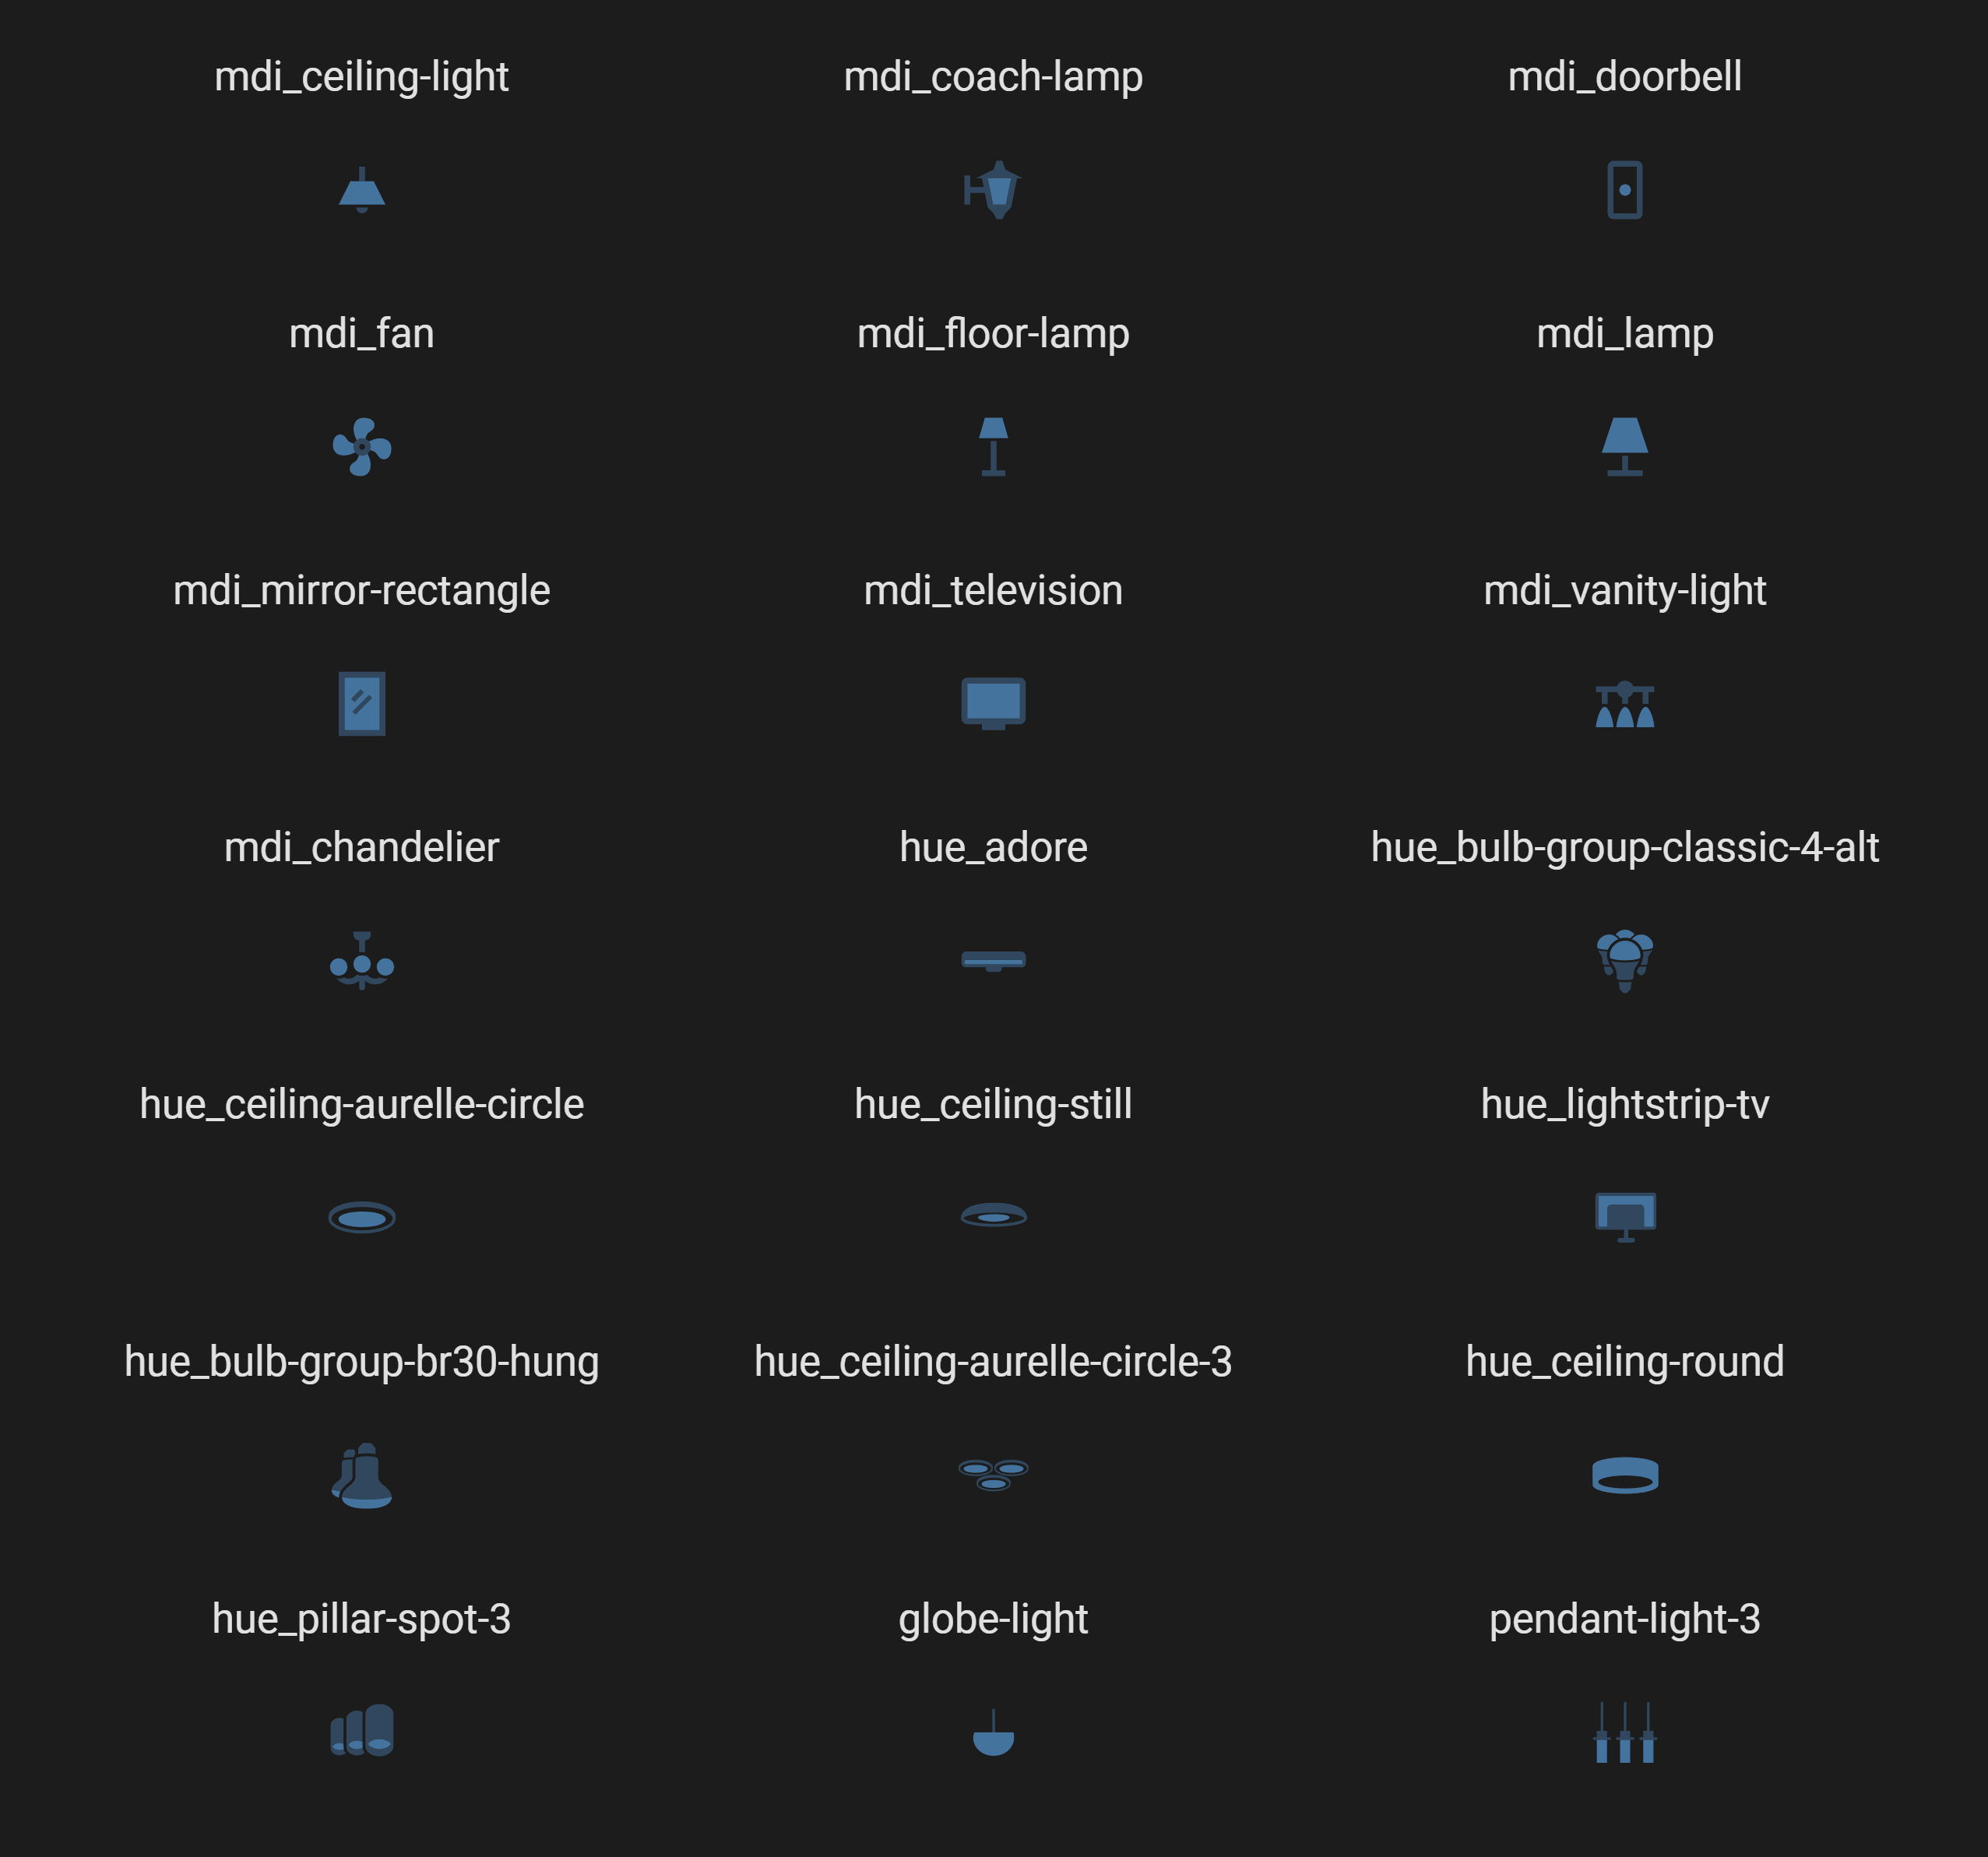 mdi_ceiling-light
mdi_coach-lamp
mdi_doorbell
mdi_fan
mdi_floor-lamp
mdi_lamp
mdi_mirror-rectangle
mdi_television
mdi_vanity-light
mdi_chandelier
hue_adore
hue_bulb-group-classic-4-alt
hue_ceiling-aurelle-circle
hue_ceiling-still
hue_lightstrip-tv
hue_bulb-group-br30-hung
hue_ceiling-aurelle-circle-3
hue_ceiling-round
hue_pillar-spot-3
globe-light
pendant-light-3